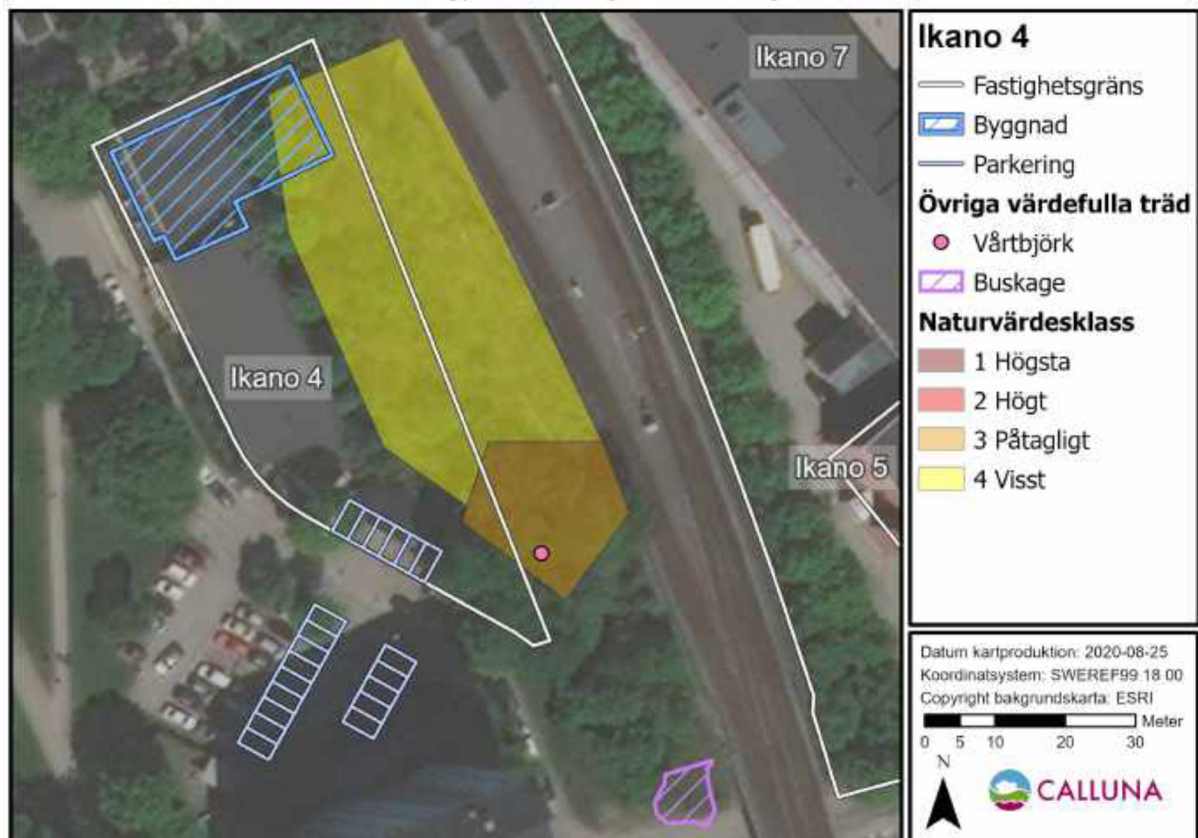 Ikano 7
Ikano 4
Ikano 5
Ikano 4
Fastighetsgräns
Byggnad
Parkering
Övriga värdefulla träd
Vårtbjörk
Buskage
Naturvärdesklass
1 Högsta
2 Högt
3 Påtagligt
4 Visst
Datum kartproduktion: 2020-08-25
Koordinatsystem: SWEREF99 18 00
Copyright bakgrundskarta: ESRI
Meter
0 5 10 20 30
N
CALLUNA